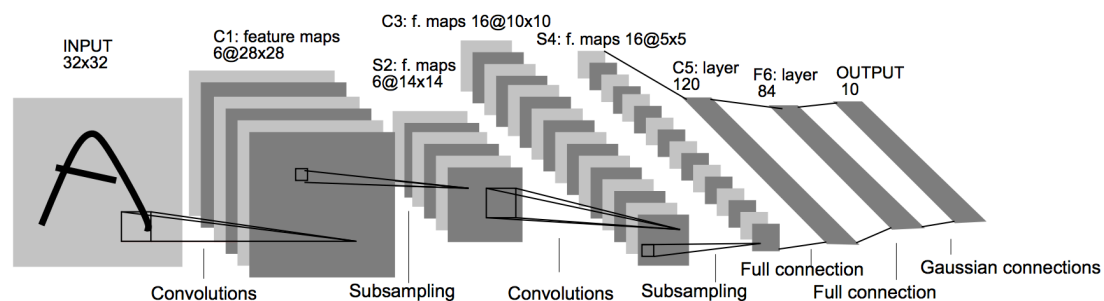 INPUT
32x32
C1: feature maps
6@28x28
S2: f. maps
6@14x14
C3: f. maps 16@10x10
S4: f. maps 16@5x5
C5: layer
120
F6: layer
84
OUTPUT
10
Convolutions
Subsampling
Convolutions
Subsampling
Full connection
Full connection
Gaussian connections